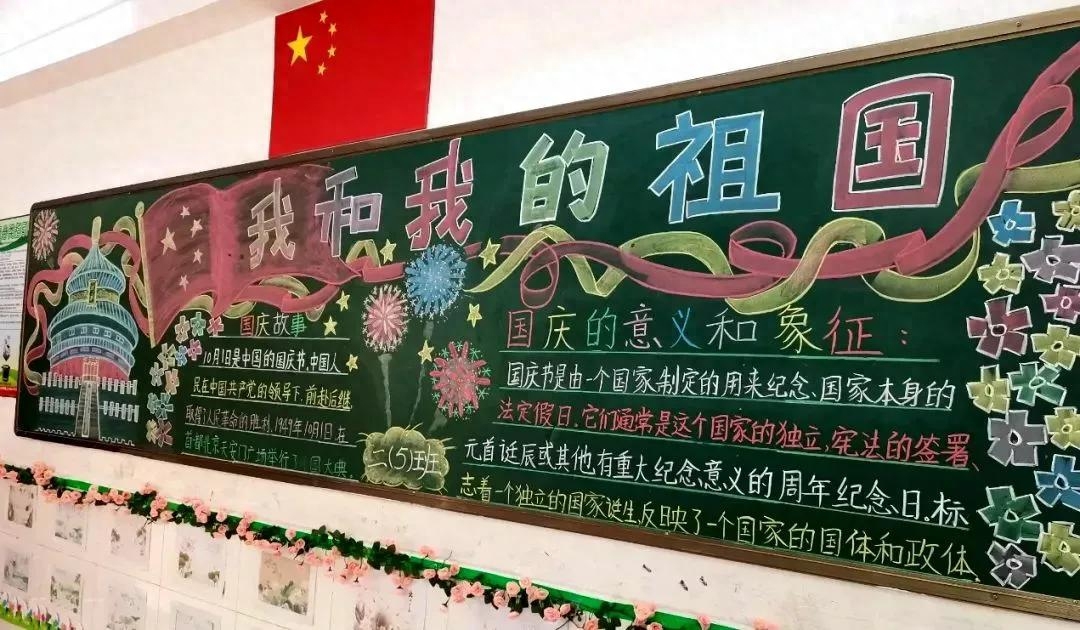 我和我的祖国
国庆故事
10月1日是中国的国庆节,中国人
民在中国共产党的领导下,前赴后继
取得了人民革命的胜利,1949年10月1日,在
首都北京天安门广场举行了国大典
二(5)班
国庆的意义和象征:
国庆节是由一个国家制定的用来纪念、国家本身的
法定假日.它们通常是这个国家的独立、宪法的签署、
元首诞辰或其他有重大纪念意义的周年纪念日.标
志着一个独立的国家诞生,反映了一个国家的国体和政体.